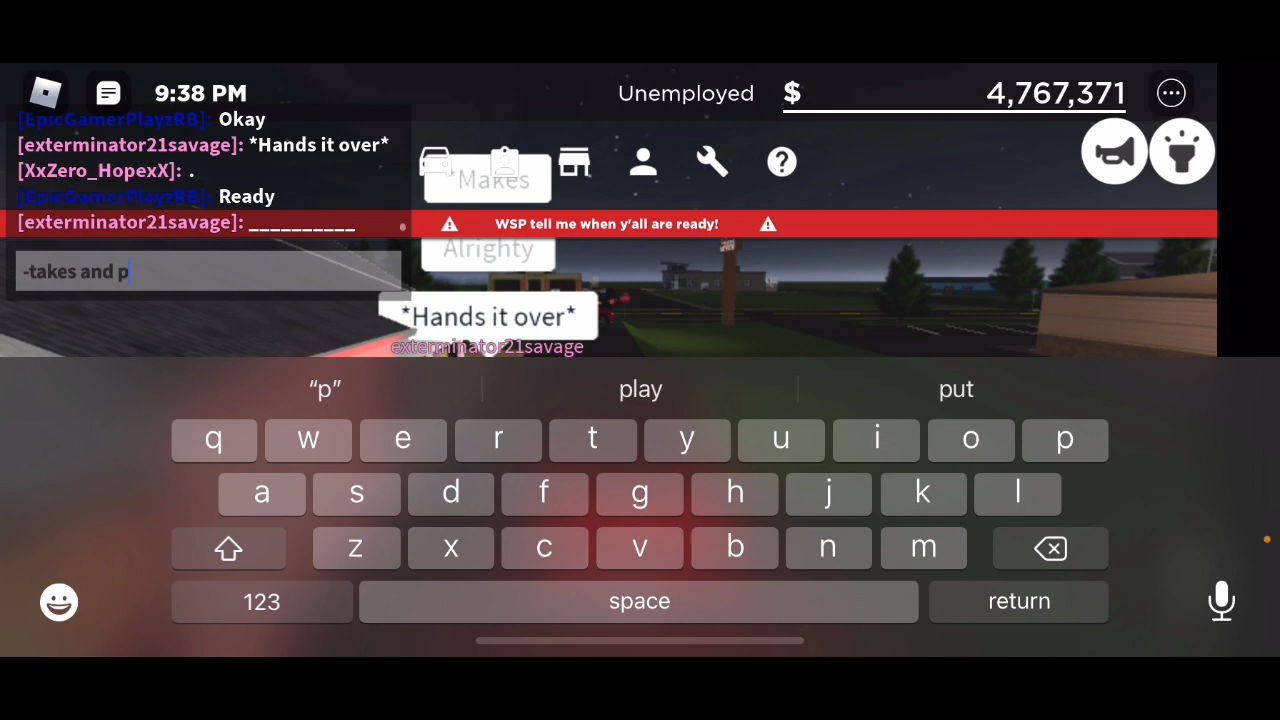 9:38 PM
Unemployed
$ 4,767,371
[EpicGamerPlayzRB]: Okay
[exterminator21savage]: *Hands it over*
[XxZero_HopexX]: .
[EpicGamerPlayzRB]: Ready
[exterminator21savage]: __________
-takes and p
*Makes
WSP tell me when y'all are ready!
Alrighty
*Hands it over*
exterminator21savage
“p”
play
put
q w e r t y u i o p
a s d f g h j k l
z x c v b n m
123
space
return